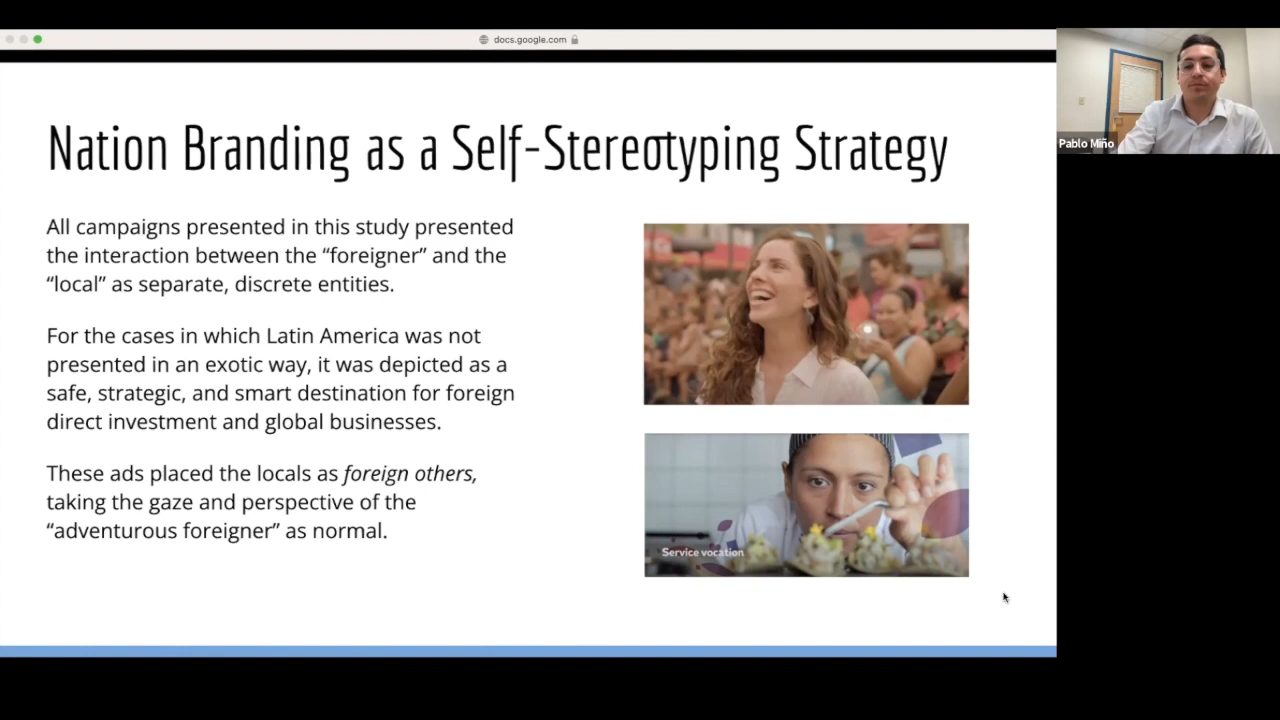 docs.google.com
Pablo Miño
Nation Branding as a Self-Stereotyping Strategy
All campaigns presented in this study presented
the interaction between the “foreigner” and the
“local” as separate, discrete entities.
For the cases in which Latin America was not
presented in an exotic way, it was depicted as a
safe, strategic, and smart destination for foreign
direct investment and global businesses.
These ads placed the locals as foreign others,
taking the gaze and perspective of the
“adventurous foreigner” as normal.
Service vocation